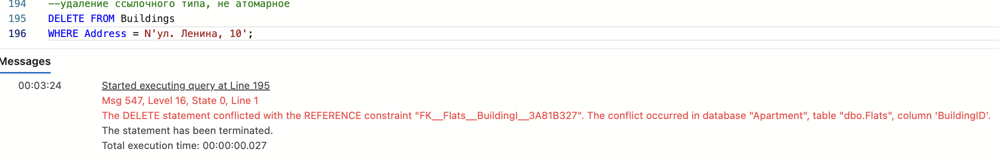 194 --удаление ссылочного типа, не атомарное
195 DELETE FROM Buildings
196 WHERE Address = N'ул. Ленина, 10';
Messages
00:03:24 Started executing query at Line 195
Msg 547, Level 16, State 0, Line 1
The DELETE statement conflicted with the REFERENCE constraint "FK__Flats__BuildingI__3A81B327". The conflict occurred in database "Apartment", table "dbo.Flats", column 'BuildingID'.
The statement has been terminated.
Total execution time: 00:00:00.027